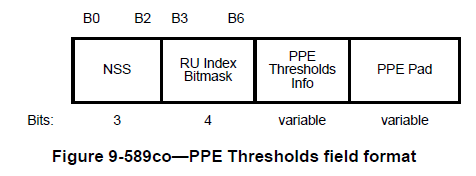 B0 B2 B3 B6
NSS
RU Index
Bitmask
PPE
Thresholds
Info
PPE Pad
Bits: 3 4 variable variable
Figure 9-589co—PPE Thresholds field format